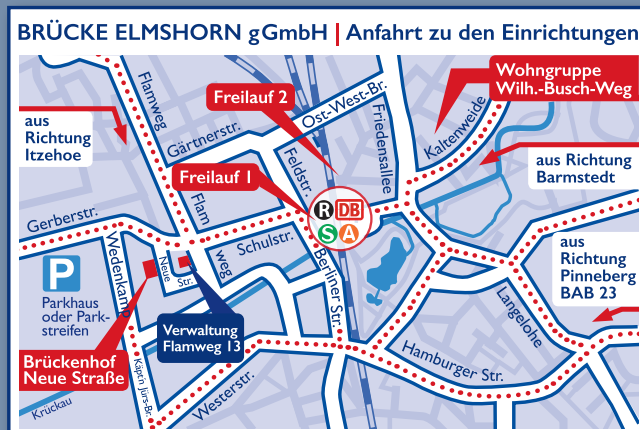 BRÜCKE ELMSHORN gGmbH | Anfahrt zu den Einrichtungen
Wohngruppe
Wilh.-Busch-Weg
Freilauf 2
Flamweg
Ost-West-Br.
Friedensallee
Kaltenweide
aus
Richtung
Itzehoe
Gärtnerstr.
Feldstr.
aus Richtung
Barmstedt
Freilauf 1
R DB
S A
Flam
weg
Gerberstr.
Schulstr.
Wedenkamp
Neue
Str.
Berliner Str.
aus
Richtung
Pinneberg
BAB 23
P
Parkhaus
oder Park-
streifen
Langelohe
Verwaltung
Flamweg 13
Brückenhof
Neue Straße
Käpt'n Jürs-Br.
Hamburger Str.
Westerstr.
Krückau